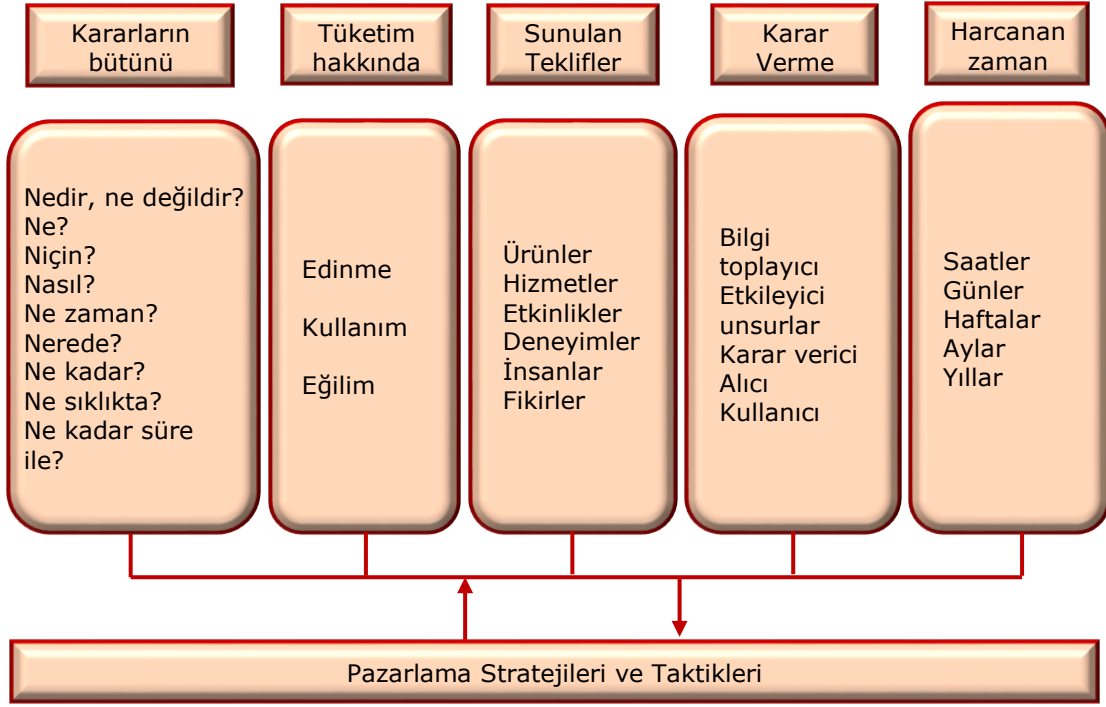 Kararların
bütünü
Tüketim
hakkında
Sunulan
Teklifler
Karar
Verme
Harcanan
zaman
Nedir, ne değildir?
Ne?
Niçin?
Nasıl?
Ne zaman?
Nerede?
Ne kadar?
Ne sıklıkta?
Ne kadar süre
ile?
Edinme
Kullanım
Eğilim
Ürünler
Hizmetler
Etkinlikler
Deneyimler
İnsanlar
Fikirler
Bilgi
toplayıcı
Etkileyici
unsurlar
Karar verici
Alıcı
Kullanıcı
Saatler
Günler
Haftalar
Aylar
Yıllar
Pazarlama Stratejileri ve Taktikleri